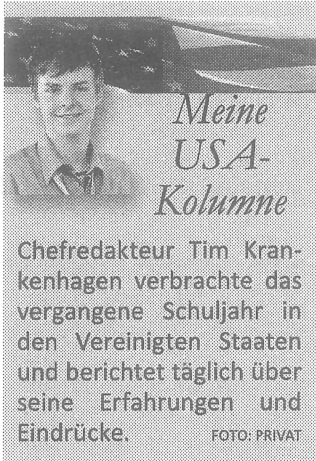 Meine
USA-
Kolumne
Chefredakteur Tim Kran-
kenhagen verbrachte das
vergangene Schuljahr in
den Vereinigten Staaten
und berichtet täglich über
seine Erfahrungen und
Eindrücke. FOTO: PRIVAT